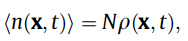 ⟨n(x, t)⟩ = Nρ(x, t),